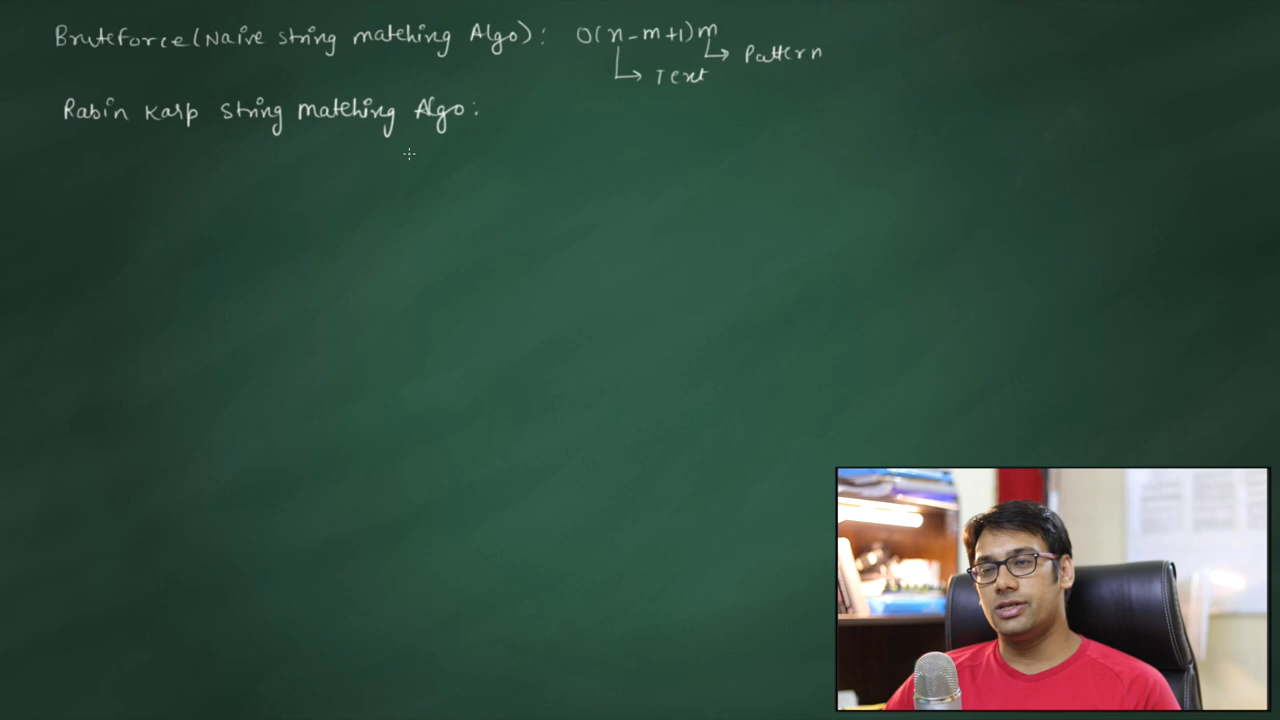 Bruteforce(Naive string matching Algo): O(n-m+1)m
Pattern
Text
Rabin Karp string matching Algo: